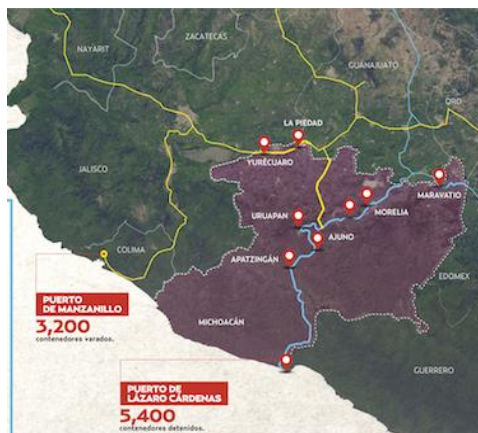 ZACATECAS
NAYARIT
GUANAJUATO
QRO
LA PIEDAD
YURÉCUARO
JALISCO
MARAVATIO
URUAPAN
MORELIA
AJUNO
COLIMA
APATZINGÁN
EDOMEX
PUERTO
DE MANZANILLO
3,200
contenedores varados.
MICHOACÁN
GUERRERO
PUERTO DE
LÁZARO CÁRDENAS
5,400
contenedores detenidos.